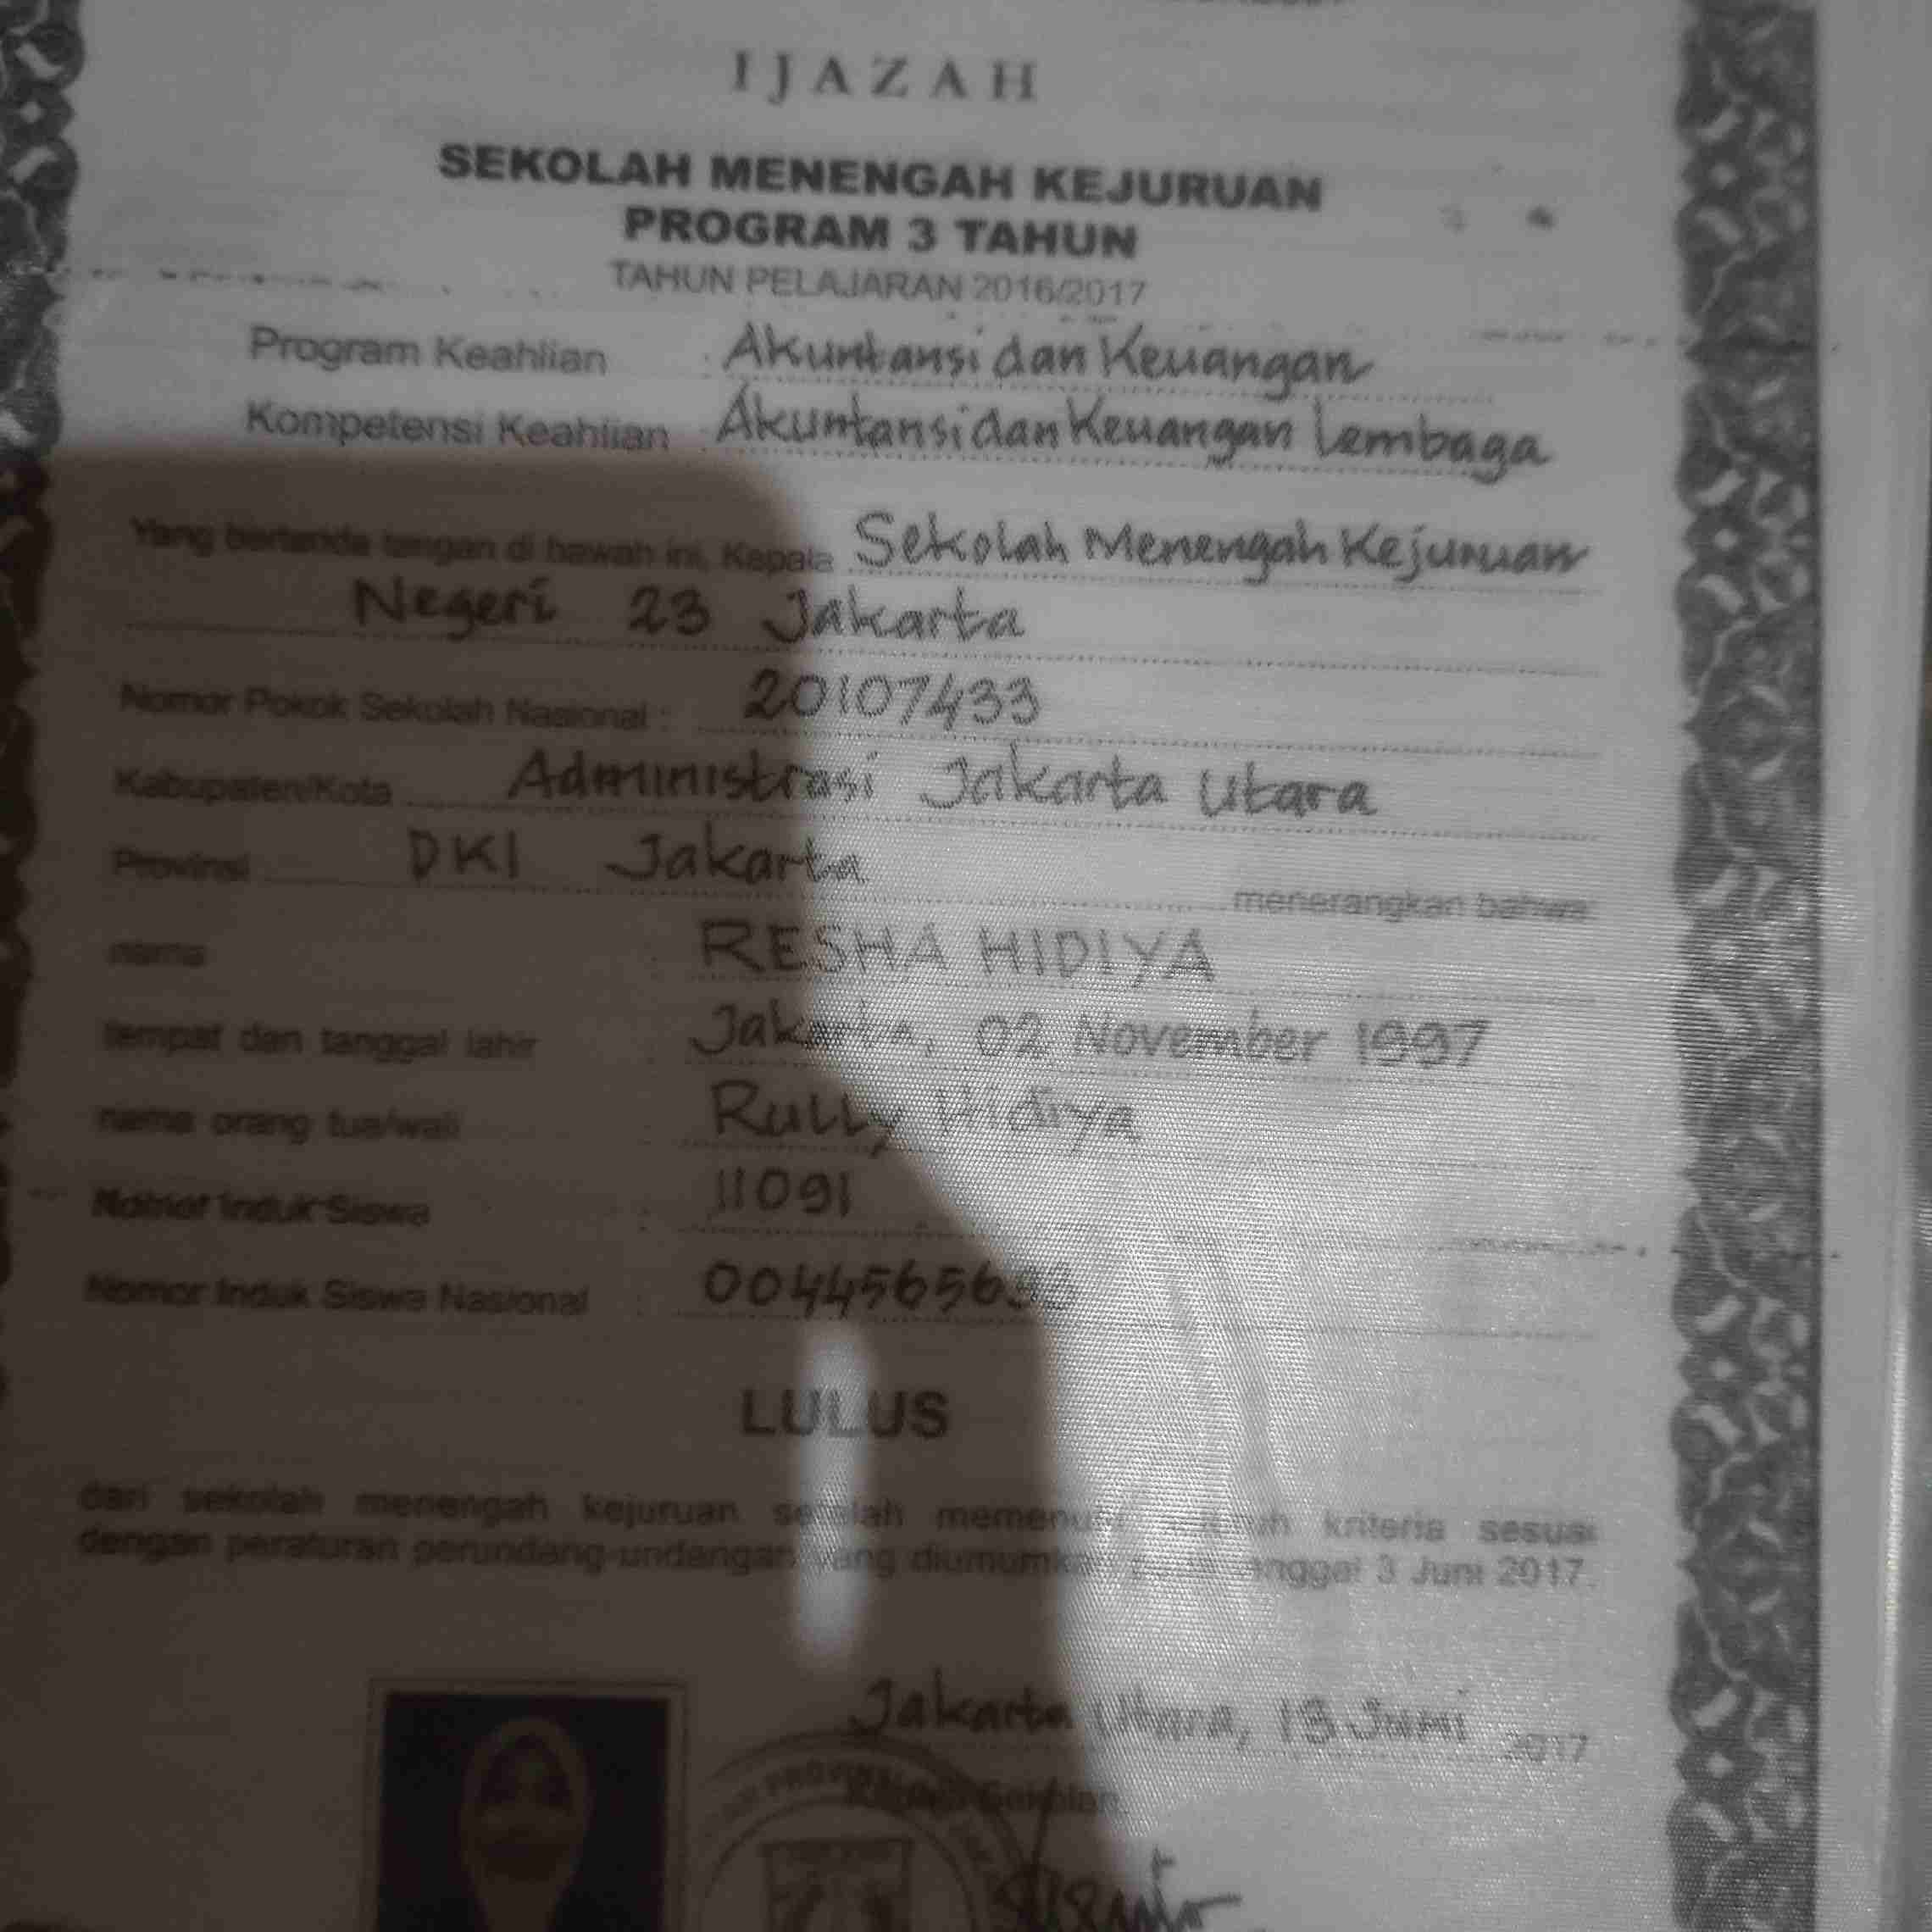 IJAZAH
SEKOLAH MENENGAH KEJURUAN
PROGRAM 3 TAHUN
TAHUN PELAJARAN 2016/2017
Program Keahlian : Akuntansi dan Keuangan
Kompetensi Keahlian Akuntansi dan Keuangan Lembaga
Yang bertanda tangan di bawah ini, Kepala Sekolah Menengah Kejuruan
Negeri 23 Jakarta
Nomor Pokok Sekolah Nasional : 20107433
Kabupaten/Kota Administrasi Jakarta Utara
Provinsi DKI Jakarta
menerangkan bahwa:
nama : RESHA HIDIYA
tempat dan tanggal lahir : Jakarta, 02 November 1997
nama orang tua/wali : Rully Hidiya
Nomor Induk Siswa : 11091
Nomor Induk Siswa Nasional :
LULUS
dari sekolah menengah kejuruan setelah memenuhi seluruh kriteria sesuai
dengan peraturan perundang-undangan yang diumumkan pada tanggal 3 Juni 2017.
Jakarta Utara, 13 Juni 2017
PROVINSI
Sekolah,